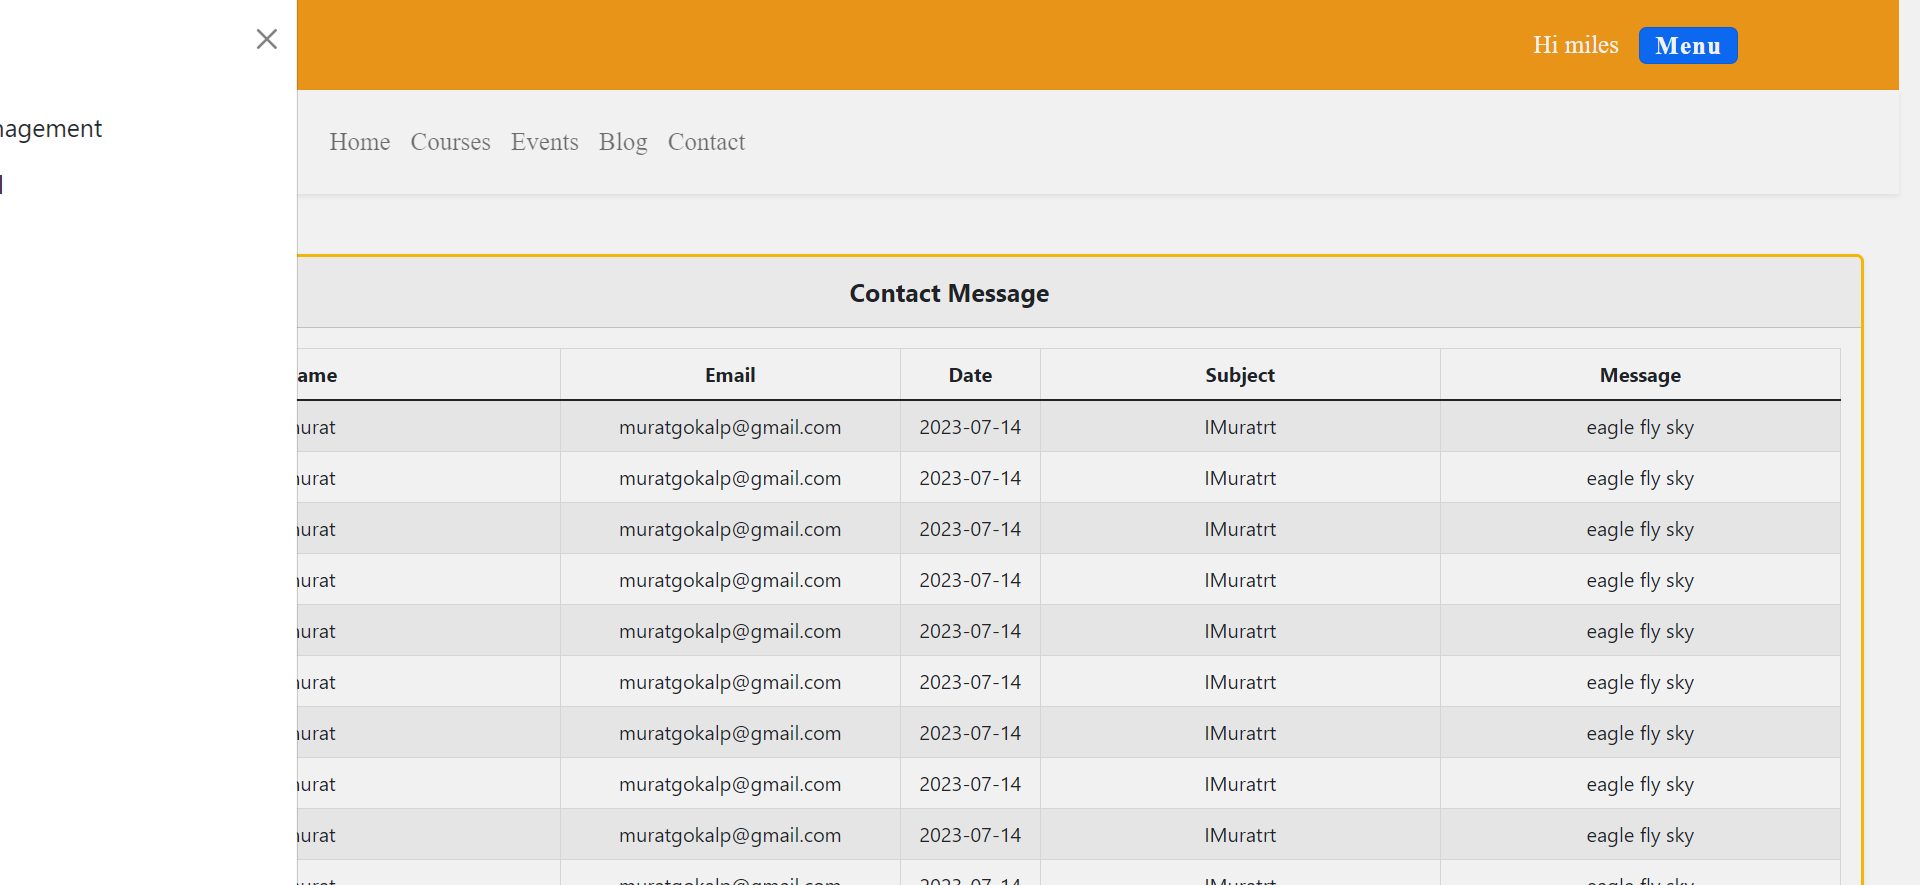 Hi miles Menu
nagement
Home Courses Events Blog Contact
Contact Message
ame Email Date Subject Message
urat muratgokalp@gmail.com 2023-07-14 IMuratrt eagle fly sky
urat muratgokalp@gmail.com 2023-07-14 IMuratrt eagle fly sky
urat muratgokalp@gmail.com 2023-07-14 IMuratrt eagle fly sky
urat muratgokalp@gmail.com 2023-07-14 IMuratrt eagle fly sky
urat muratgokalp@gmail.com 2023-07-14 IMuratrt eagle fly sky
urat muratgokalp@gmail.com 2023-07-14 IMuratrt eagle fly sky
urat muratgokalp@gmail.com 2023-07-14 IMuratrt eagle fly sky
urat muratgokalp@gmail.com 2023-07-14 IMuratrt eagle fly sky
urat muratgokalp@gmail.com 2023-07-14 IMuratrt eagle fly sky